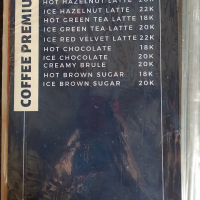 COFFEE PREMIU
HOT HAZELNUT LATTE 20K
ICE HAZELNUT LATTE 22K
HOT GREEN TEA LATTE 18K
ICE GREEN TEA LATTE 20K
ICE RED VELVET LATTE 22K
HOT CHOCOLATE 18K
ICE CHOCOLATE 20K
CREAMY BRULE 20K
HOT BROWN SUGAR 18K
ICE BROWN SUGAR 20K